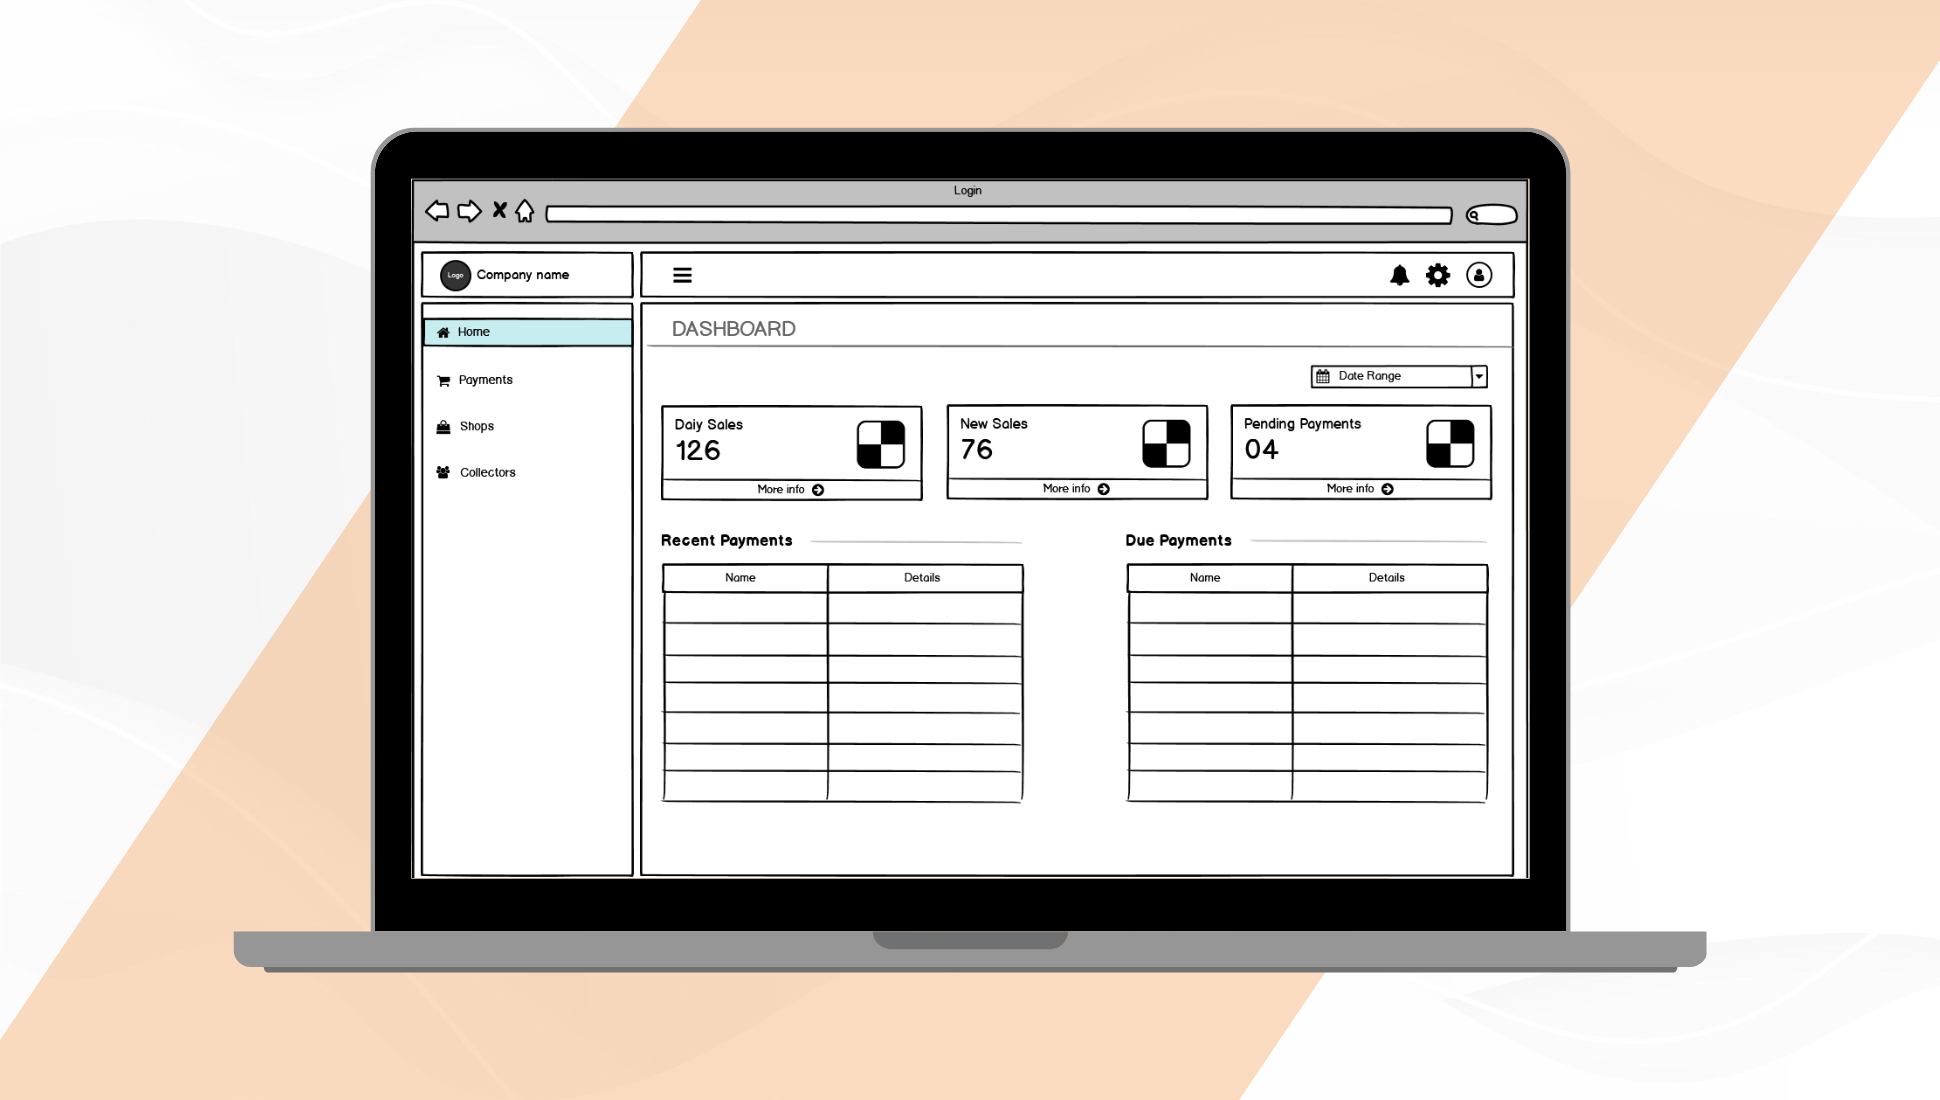 Login
Logo
Company name
Home
Payments
Shops
Collectors
DASHBOARD
Date Range
Daiy Sales
126
More info
New Sales
76
More info
Pending Payments
04
More info
Recent Payments
Name Details
Due Payments
Name Details